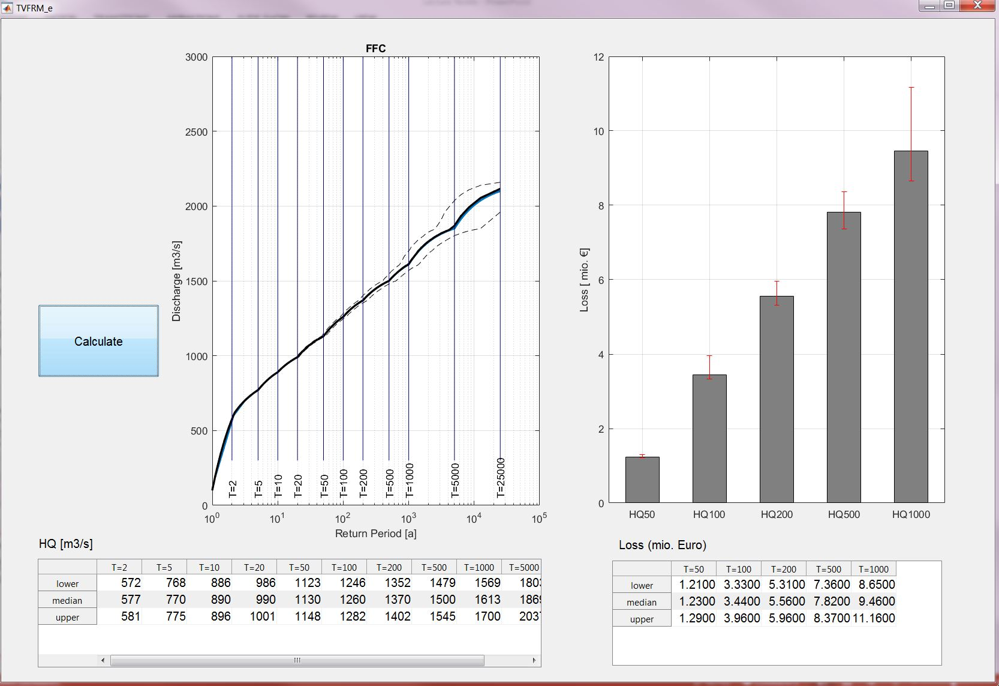 TVFRM_e
FFC
3000
2500
2000
1500
1000
500
0
Discharge [m3/s]
T=2
T=5
T=10
T=20
T=50
T=100
T=200
T=500
T=1000
T=5000
T=25000
10^0 10^1 10^2 10^3 10^4 10^5
Return Period [a]
Calculate
12
10
8
6
4
2
0
Loss [ mio. €]
HQ50 HQ100 HQ200 HQ500 HQ1000
HQ [m3/s]
T=2 T=5 T=10 T=20 T=50 T=100 T=200 T=500 T=1000 T=5000
lower 572 768 886 986 1123 1246 1352 1479 1569 1803
median 577 770 890 990 1130 1260 1370 1500 1613 1869
upper 581 775 896 1001 1148 1282 1402 1545 1700 2037
Loss (mio. Euro)
T=50 T=100 T=200 T=500 T=1000
lower 1.2100 3.3300 5.3100 7.3600 8.6500
median 1.2300 3.4400 5.5600 7.8200 9.4600
upper 1.2900 3.9600 5.9600 8.3700 11.1600